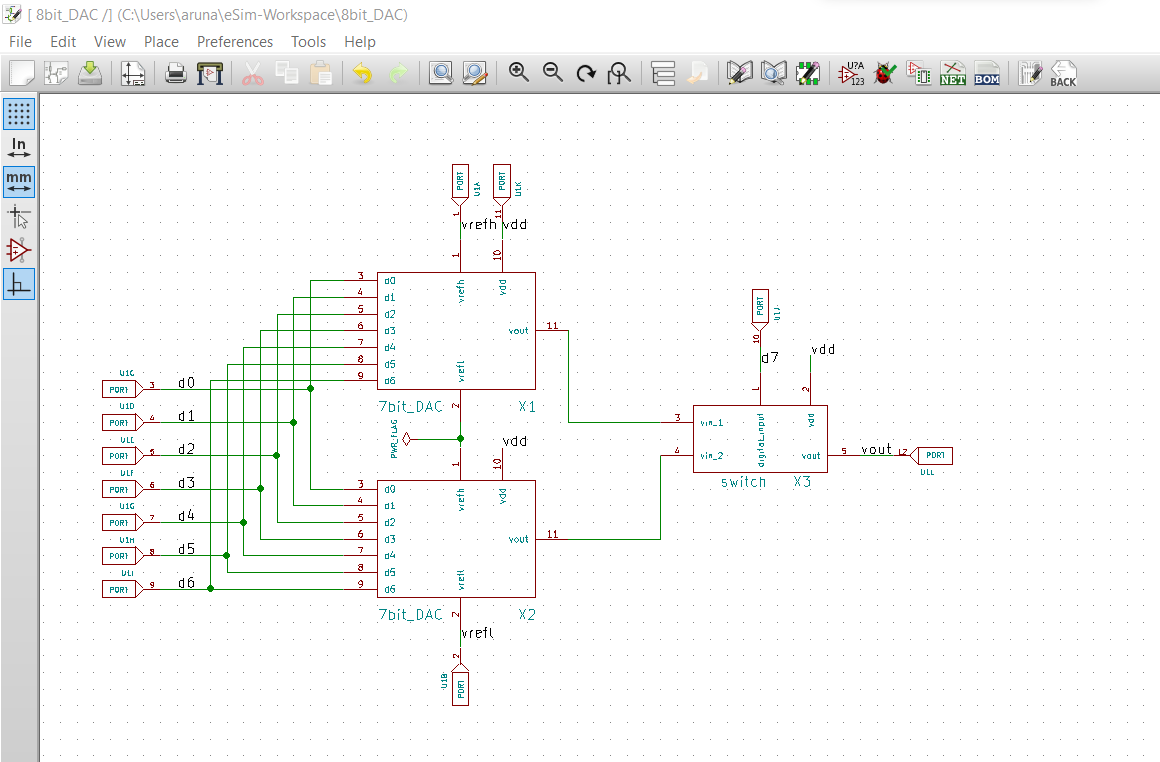 [ 8bit_DAC /] (C:\Users\aruna\eSim-Workspace\8bit_DAC)
File Edit View Place Preferences Tools Help
U?A 123 NET BOM BACK
In
mm
PORT U1A PORT U1K
1 11
vrefh vdd
1 10
3 d0 vrefh vdd
4 d1
5 d2
6 d3 vout 11
7 d4
8 d5 vrefl
9 d6
7bit_DAC X1
2
PWR_FLAG
vdd
1 10
3 d0 vrefh vdd
4 d1
5 d2
6 d3 vout 11
7 d4
8 d5 vrefl
9 d6
7bit_DAC X2
2
vrefl
2
U1B PORT
U1C
PORT 3 d0
U1D
PORT 4 d1
PORT 5 d2
U1F
PORT 6 d3
U1G
PORT 7 d4
U1H
PORT 8 d5
U1I
PORT 9 d6
PORT U1J
10
d7 vdd
1 2
3 vin_1 digital_input vdd
4 vin_2 vout 5 vout 12 PORT
U1L
switch X3